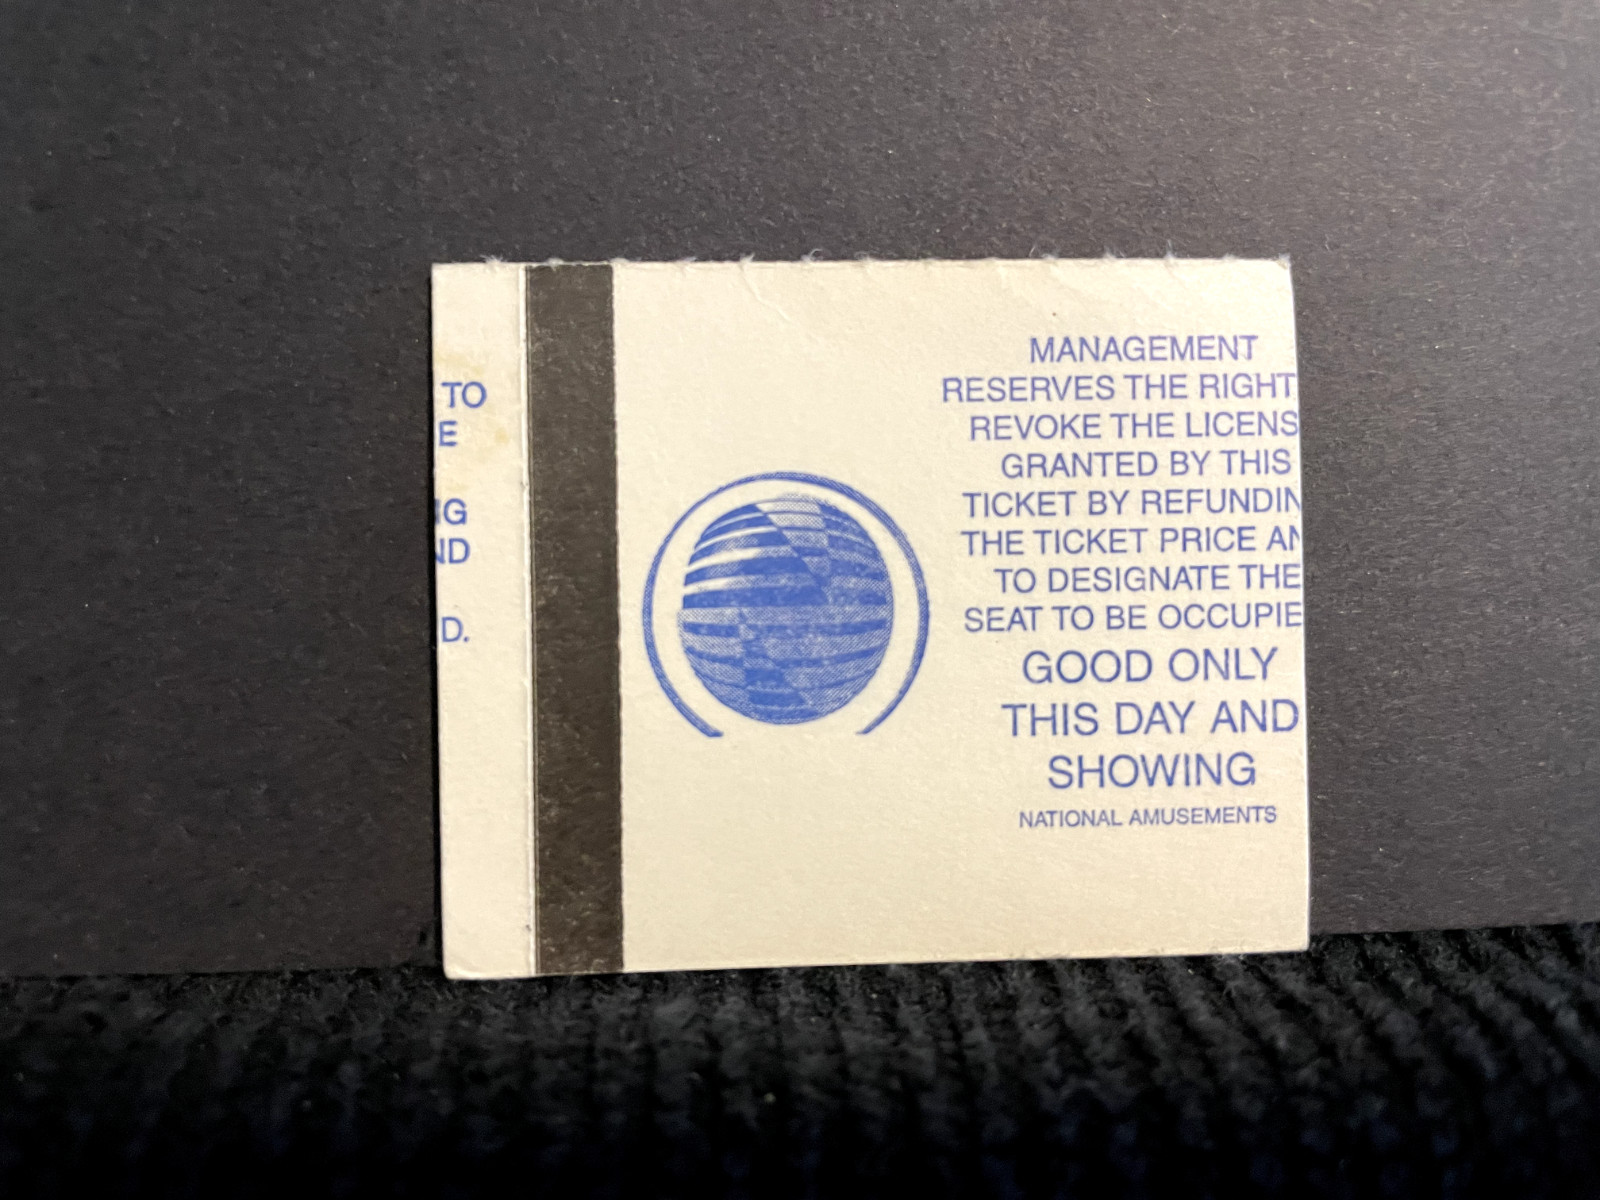 TO
E
IG
ND
D.
MANAGEMENT
RESERVES THE RIGHT
REVOKE THE LICENS
GRANTED BY THIS
TICKET BY REFUNDIN
THE TICKET PRICE AN
TO DESIGNATE THE
SEAT TO BE OCCUPIE
GOOD ONLY
THIS DAY AND
SHOWING
NATIONAL AMUSEMENTS